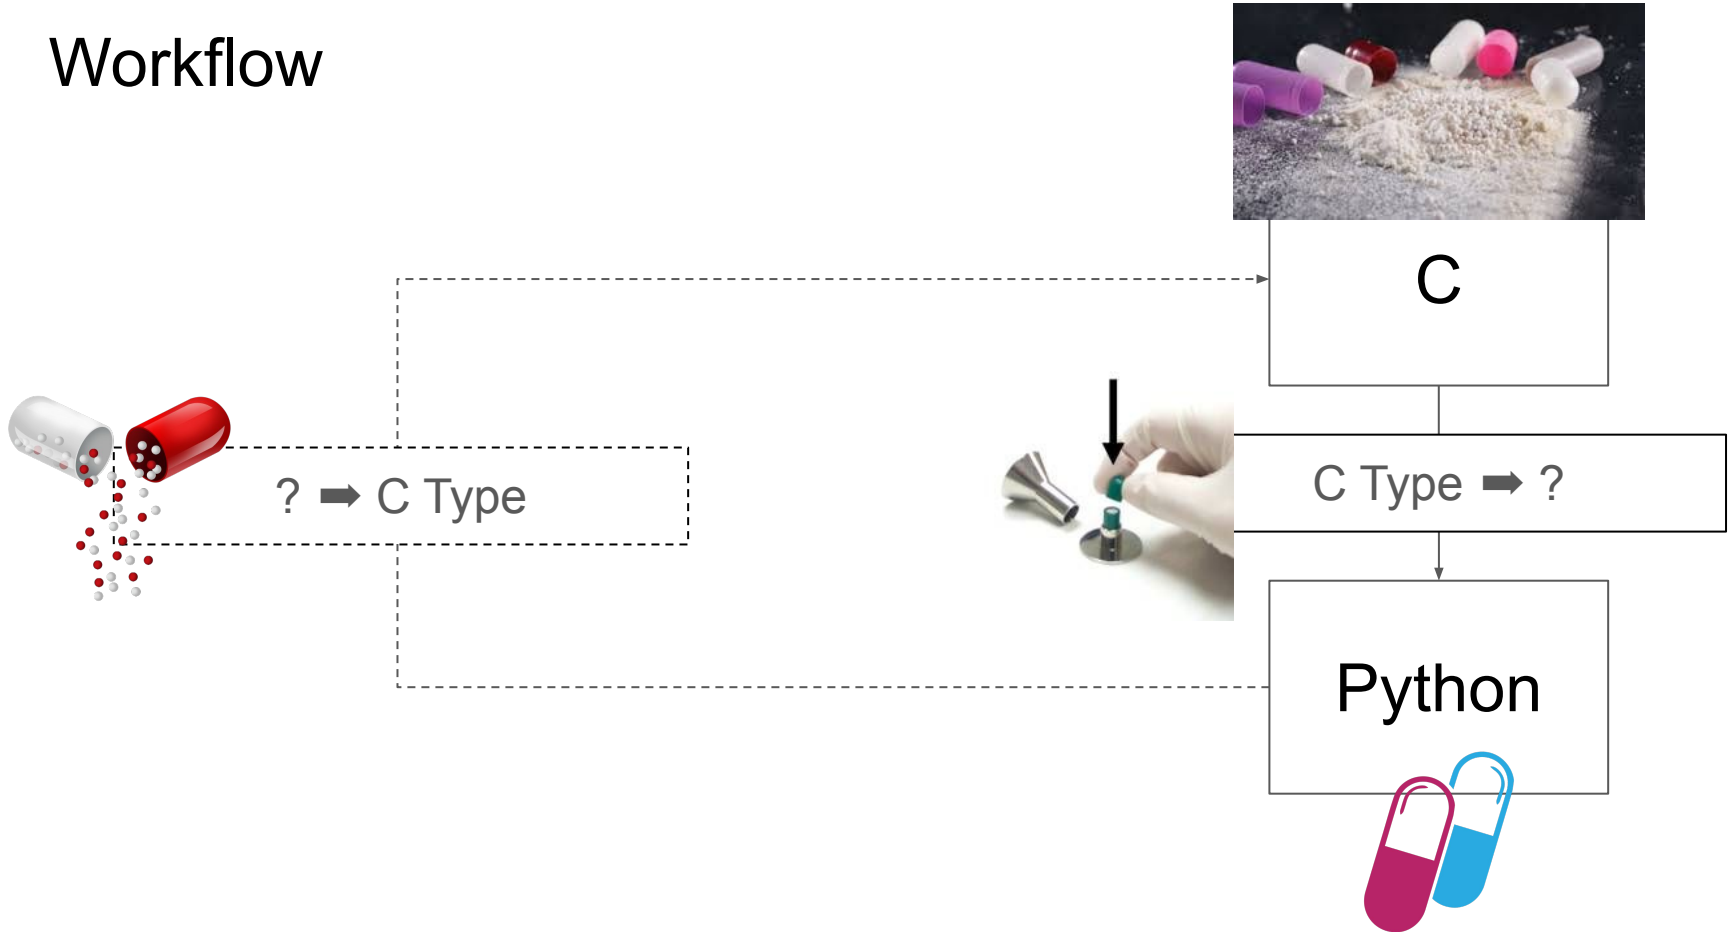 Workflow
C
? ➡ C Type
C Type ➡ ?
Python